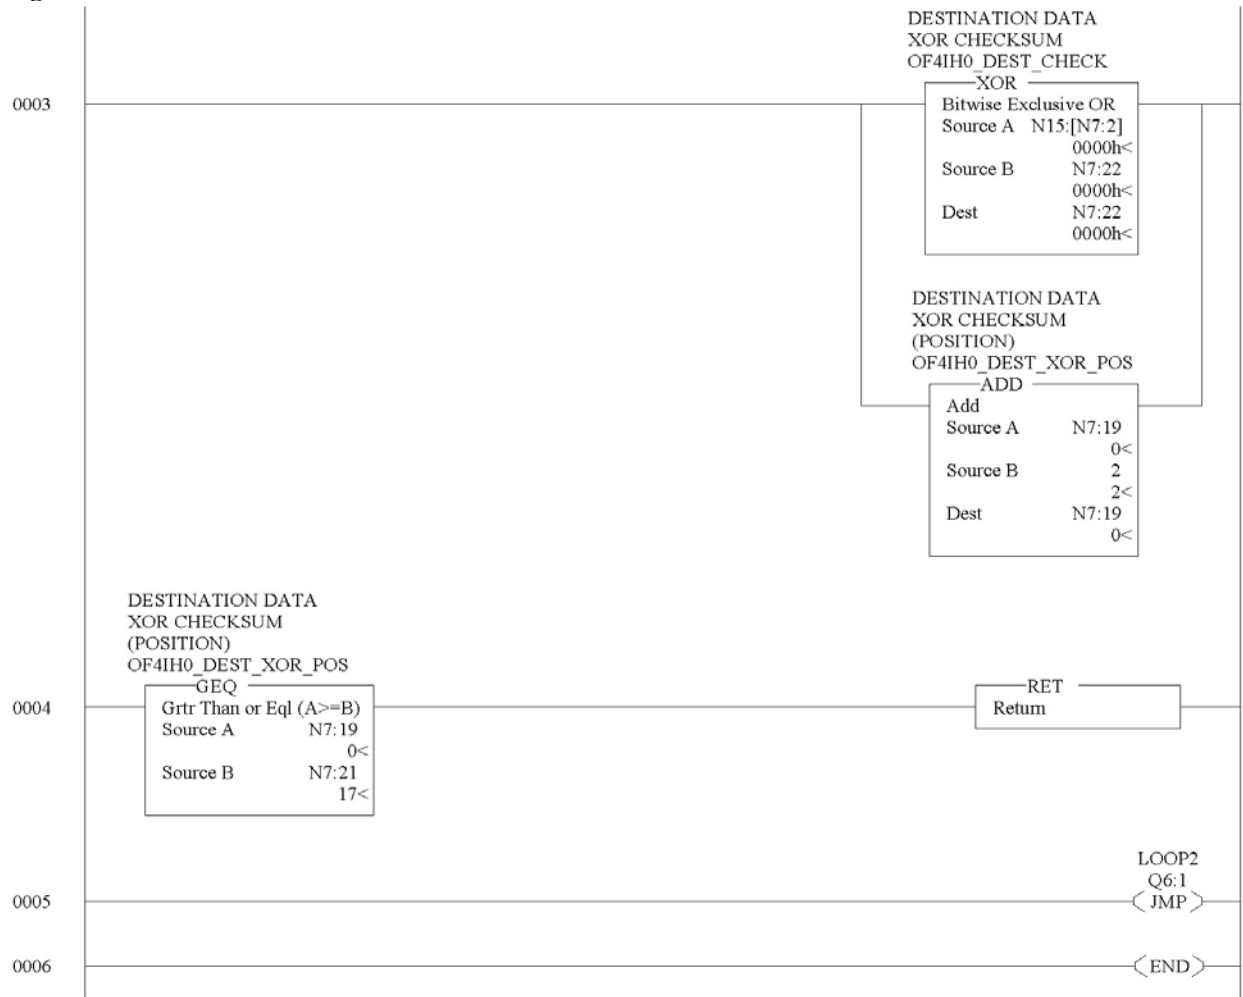 DESTINATION DATA
XOR CHECKSUM
OF4IH0_DEST_CHECK
XOR
0003
Bitwise Exclusive OR
Source A N15:[N7:2]
0000h<
Source B N7:22
0000h<
Dest N7:22
0000h<
DESTINATION DATA
XOR CHECKSUM
(POSITION)
OF4IH0_DEST_XOR_POS
ADD
Add
Source A N7:19
0<
Source B 2
2<
Dest N7:19
0<
DESTINATION DATA
XOR CHECKSUM
(POSITION)
OF4IH0_DEST_XOR_POS
GEQ
RET
0004
Grtr Than or Eql (A>=B)
Return
Source A N7:19
0<
Source B N7:21
17<
LOOP2
Q6:1
0005
JMP
0006
END